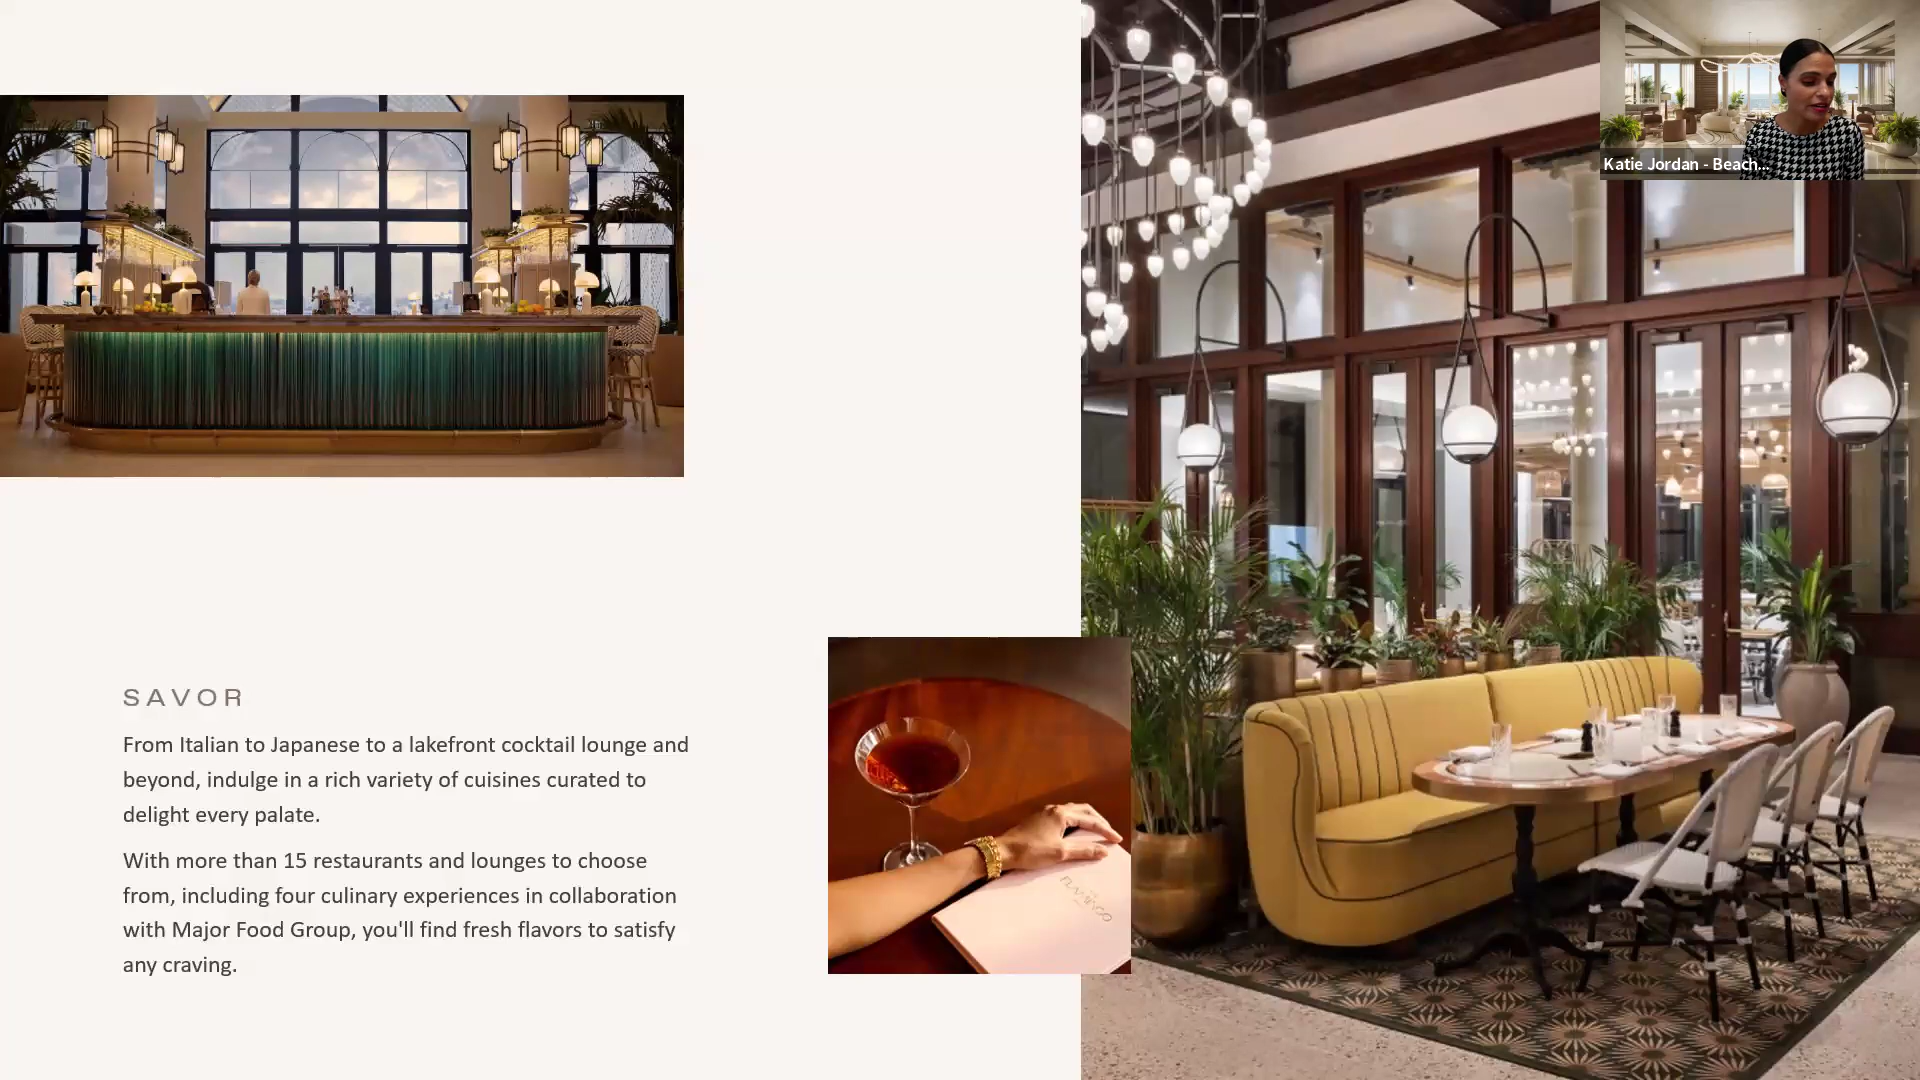 Katie Jordan - Beach...
SAVOR
From Italian to Japanese to a lakefront cocktail lounge and
beyond, indulge in a rich variety of cuisines curated to
delight every palate.
With more than 15 restaurants and lounges to choose
from, including four culinary experiences in collaboration
with Major Food Group, you'll find fresh flavors to satisfy
any craving.
FLAMINGO